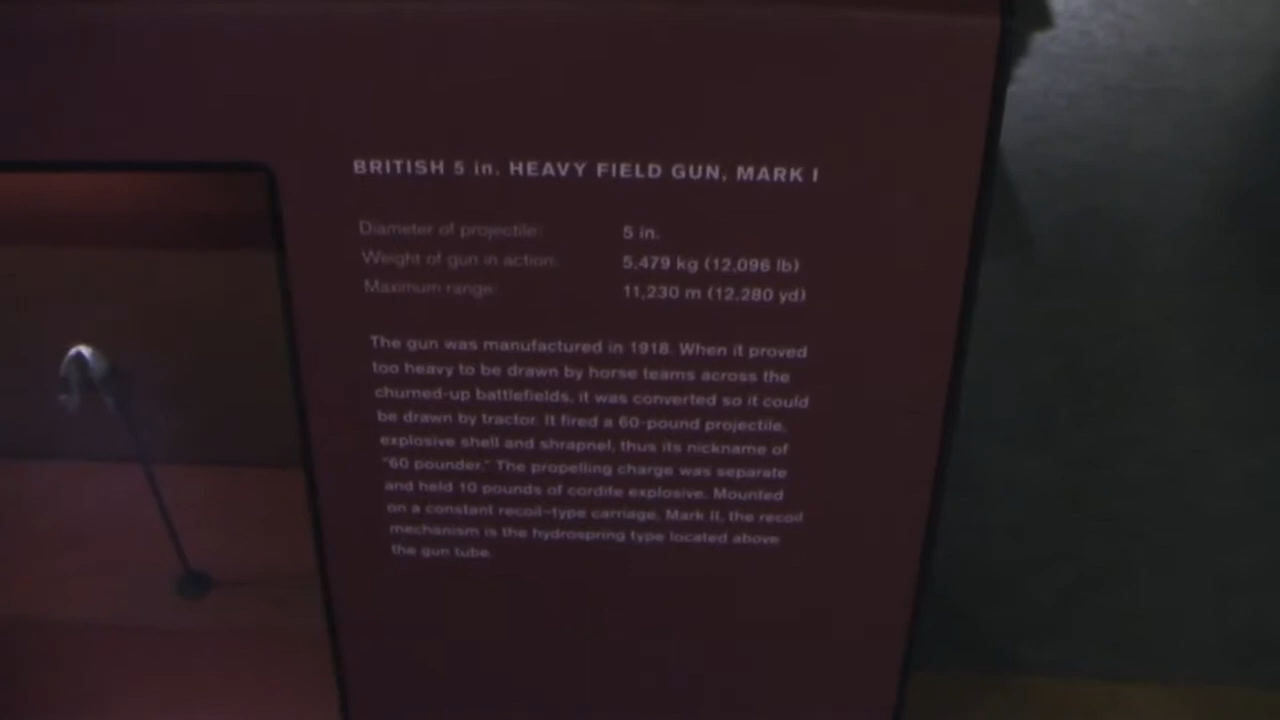 BRITISH 5 in. HEAVY FIELD GUN, MARK I
Diameter of projectile: 5 in.
Weight of gun in action: 5,479 kg (12,096 lb)
Maximum range: 11,230 m (12,280 yd)
The gun was manufactured in 1918. When it proved
too heavy to be drawn by horse teams across the
churned-up battlefields, it was converted so it could
be drawn by tractor. It fired a 60-pound projectile,
explosive shell and shrapnel, thus its nickname of
"60 pounder." The propelling charge was separate
and held 10 pounds of cordite explosive. Mounted
on a constant recoil-type carriage, Mark II, the recoil
mechanism is the hydrospring type located above
the gun tube.